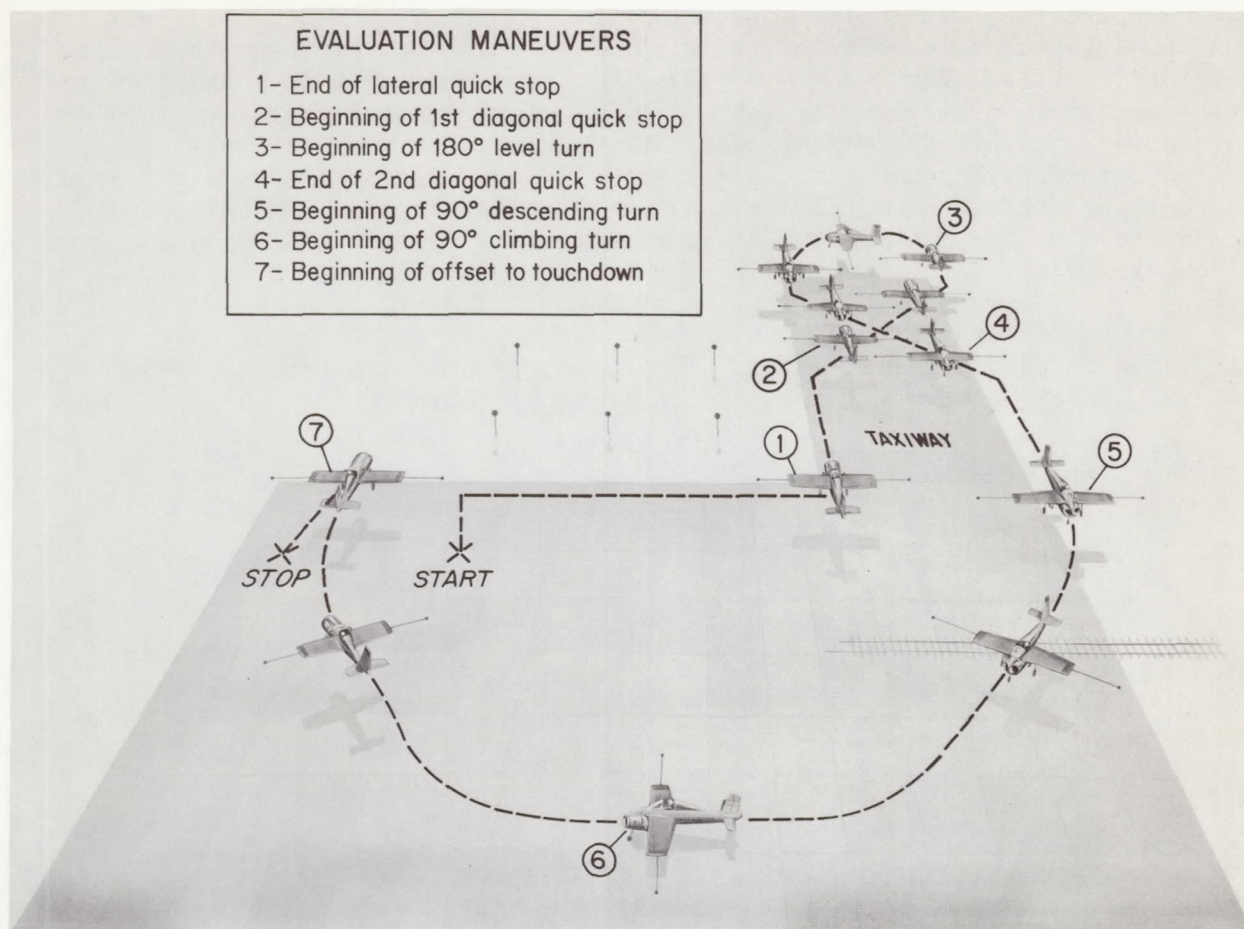 EVALUATION MANEUVERS
1- End of lateral quick stop
2- Beginning of 1st diagonal quick stop
3- Beginning of 180° level turn
4- End of 2nd diagonal quick stop
5- Beginning of 90° descending turn
6- Beginning of 90° climbing turn
7- Beginning of offset to touchdown
3
4
2
7
1
TAXIWAY
5
STOP
START
6